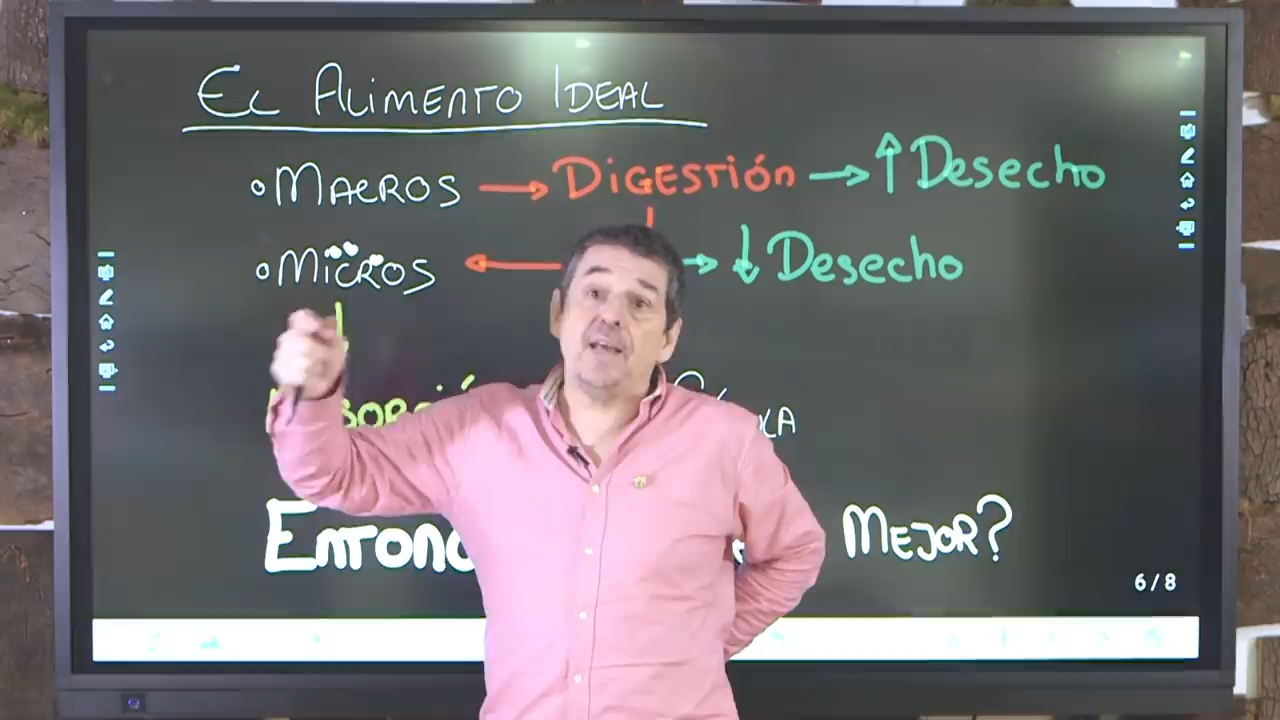 El Alimento Ideal
Macros → Digestión → ↑ Desecho
Micros ← → ↓ Desecho
Mejor?
6/8